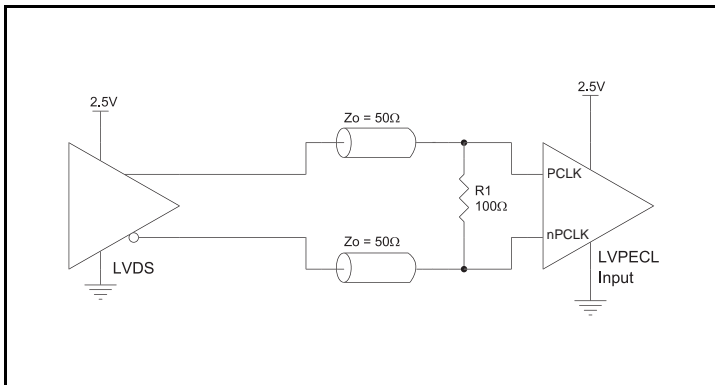 2.5V
2.5V
Zo = 50Ω
PCLK
R1
100Ω
nPCLK
Zo = 50Ω
LVDS
LVPECL
Input